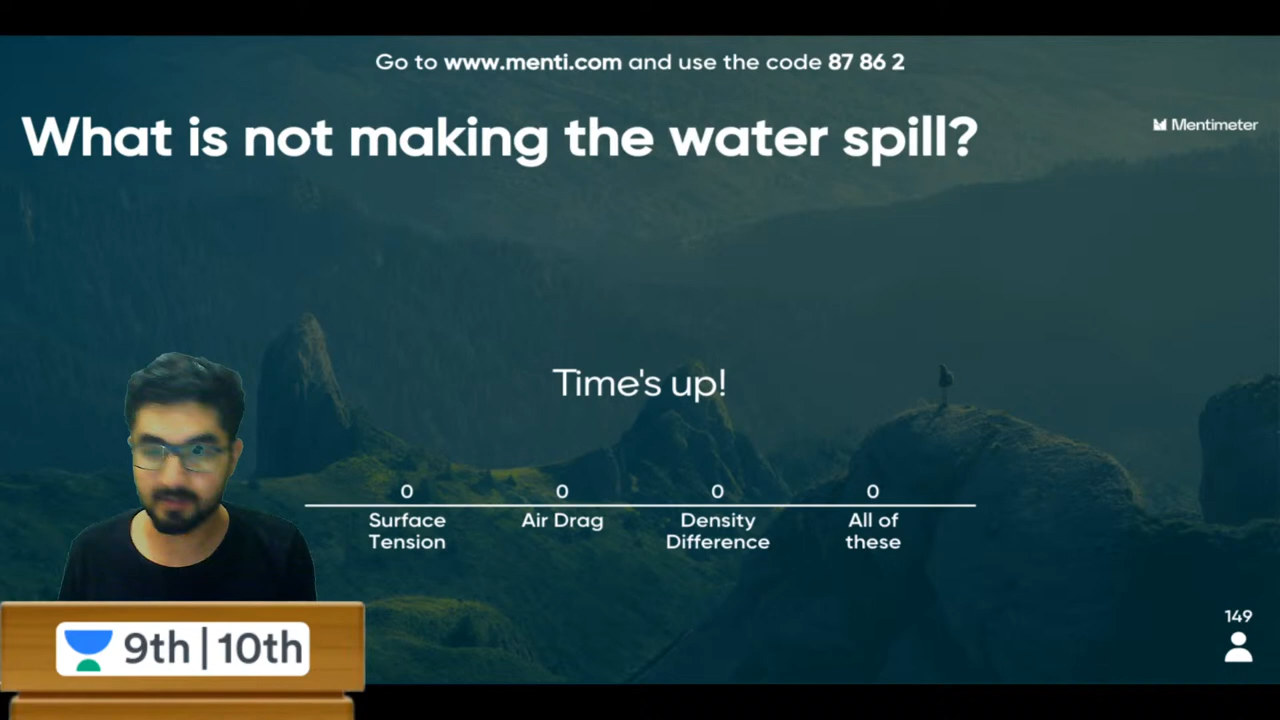 Go to www.menti.com and use the code 87 86 2
What is not making the water spill?
Mentimeter
Time's up!
0 0 0 0
Surface Tension
Air Drag
Density Difference
All of these
149
9th | 10th